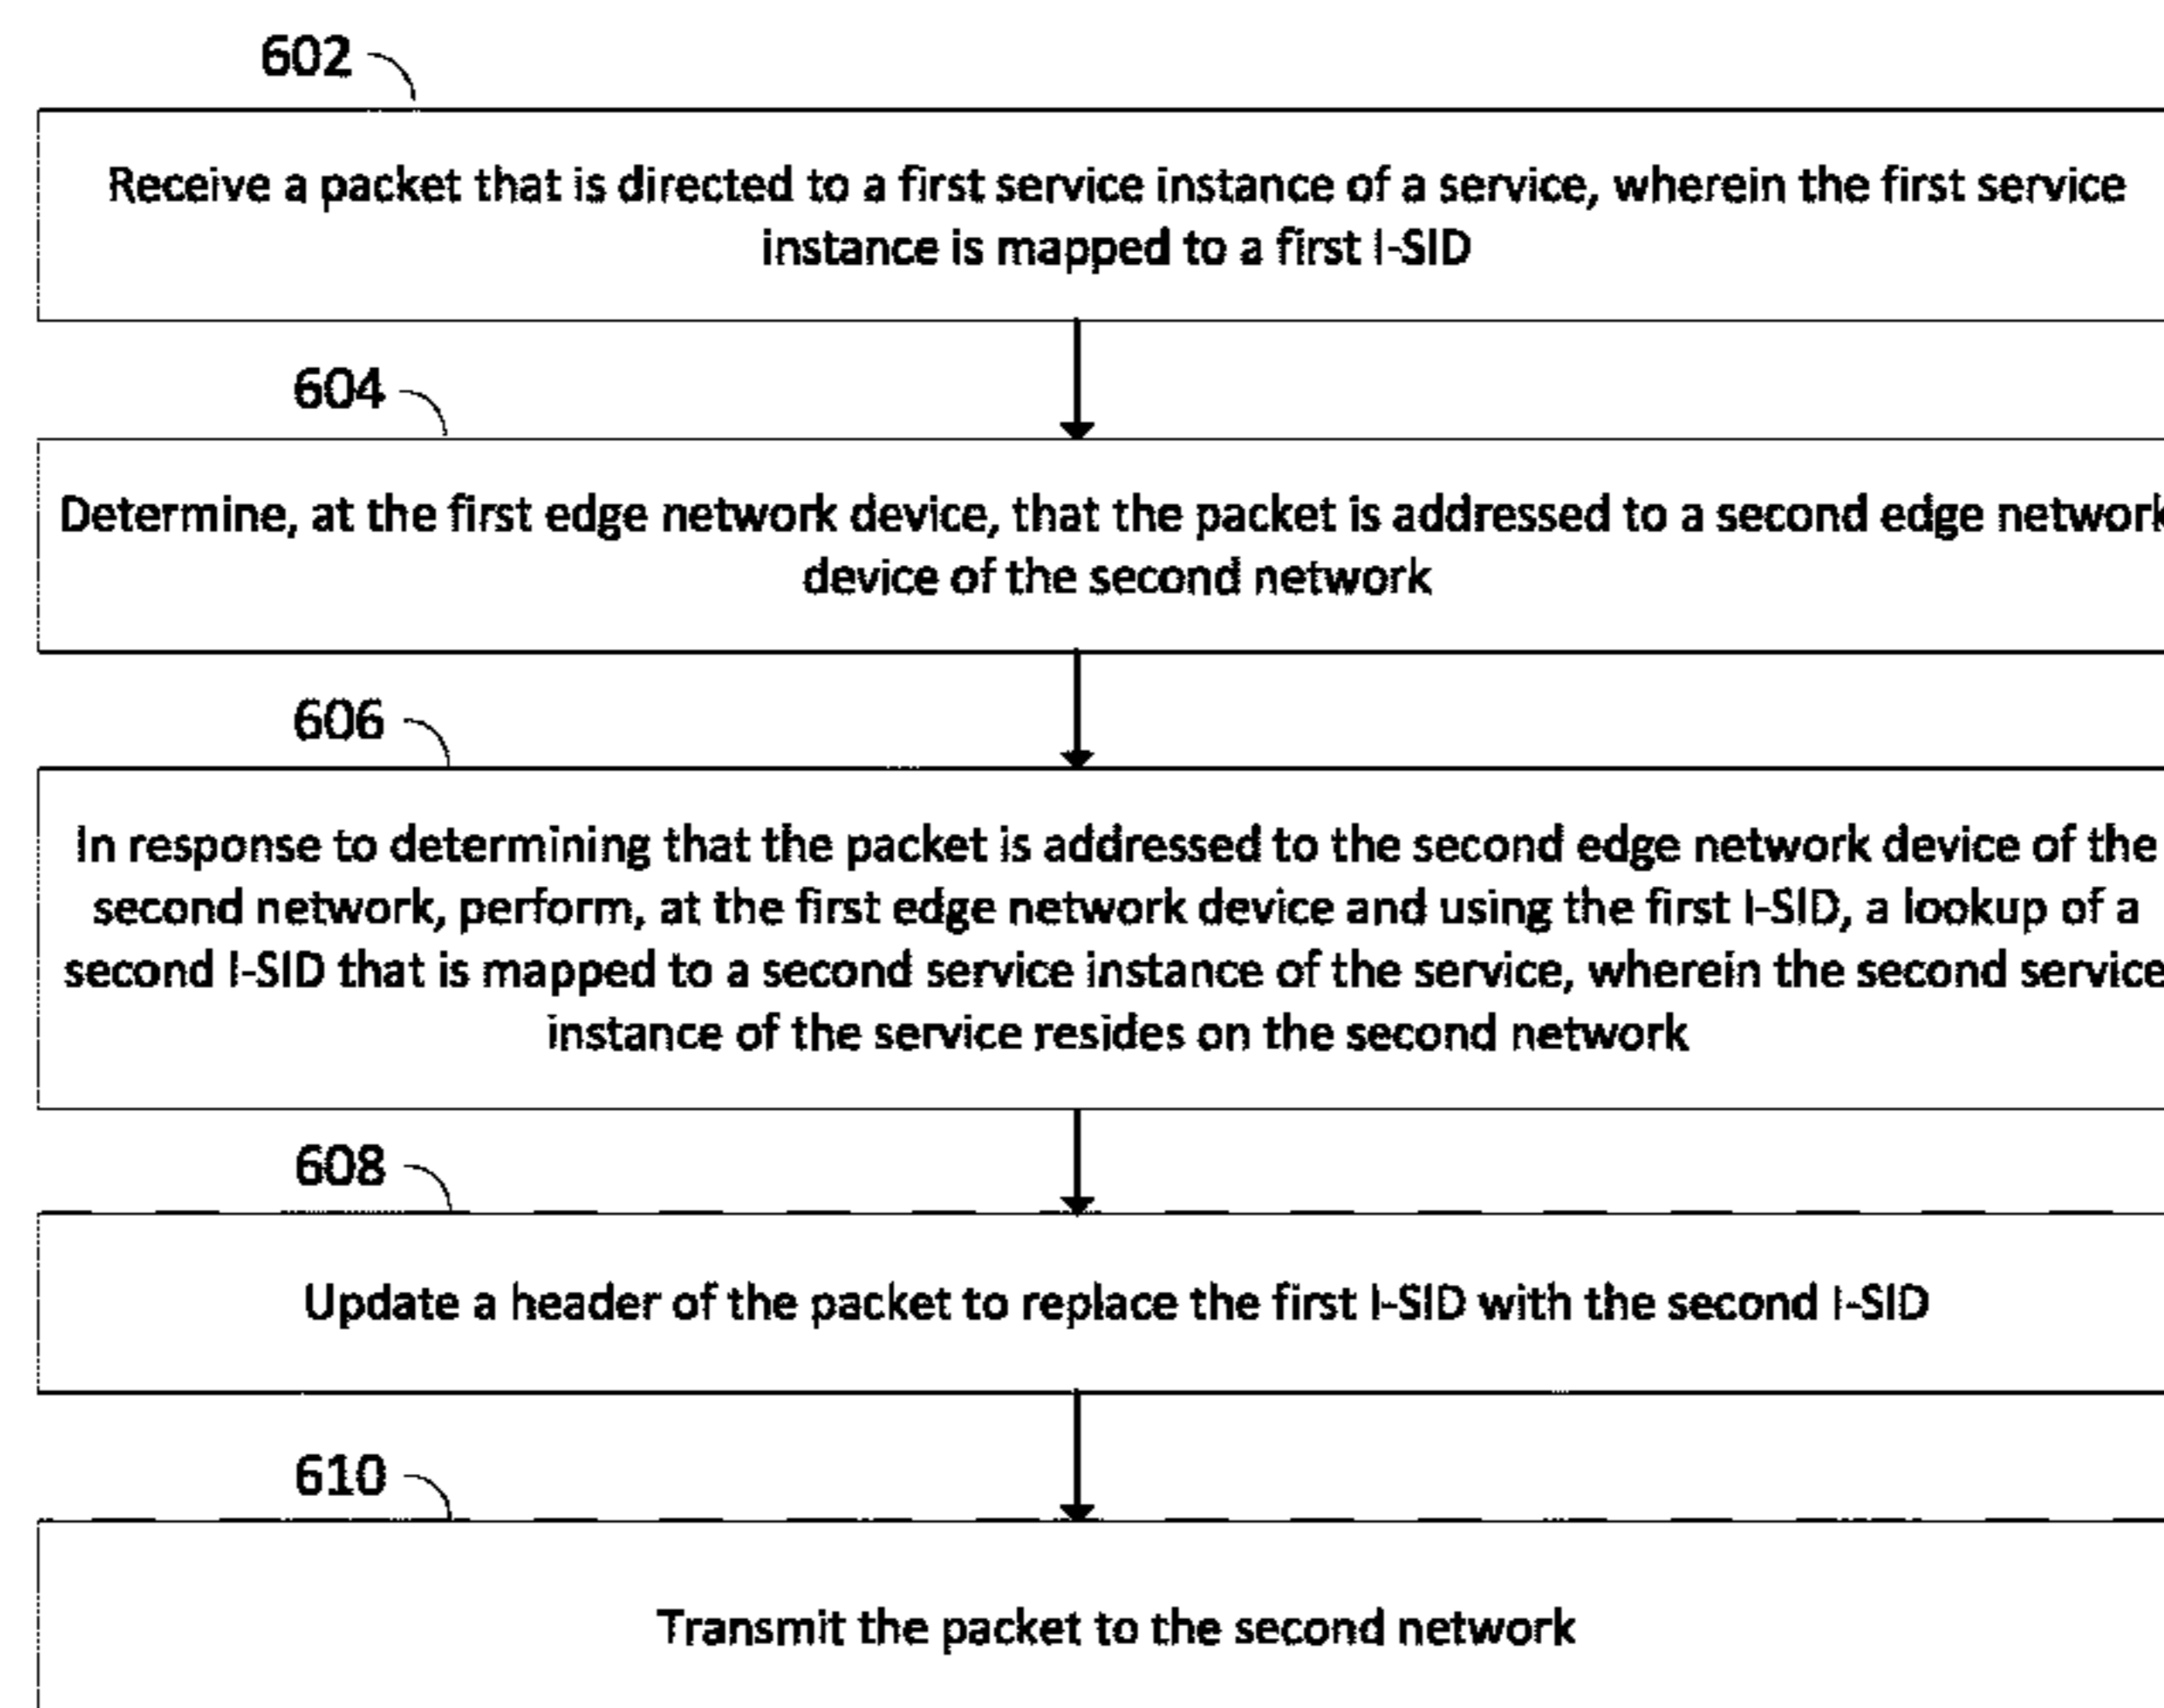 602
Receive a packet that is directed to a first service instance of a service, wherein the first service
instance is mapped to a first I-SID
604
Determine, at the first edge network device, that the packet is addressed to a second edge network
device of the second network
606
In response to determining that the packet is addressed to the second edge network device of the
second network, perform, at the first edge network device and using the first I-SID, a lookup of a
second I-SID that is mapped to a second service instance of the service, wherein the second service
instance of the service resides on the second network
608
Update a header of the packet to replace the first I-SID with the second I-SID
610
Transmit the packet to the second network